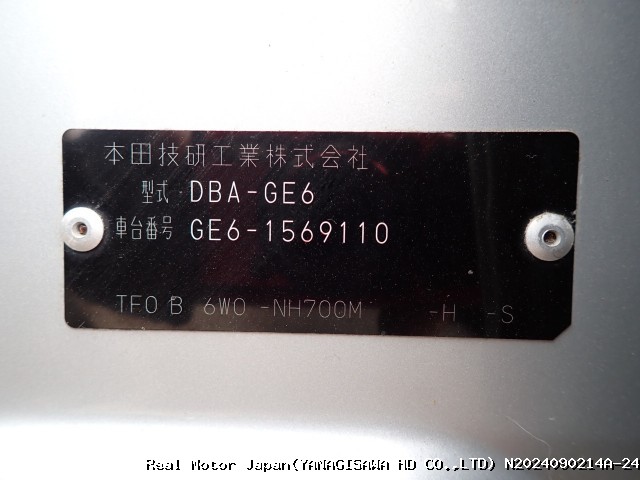 本田技研工業株式会社
型式 DBA-GE6
車台番号 GE6-1569110
TF0 B 6W0 -NH700M -H -S
Real Motor Japan(YANAGISAWA HD CO.,LTD) N2024090214A-24